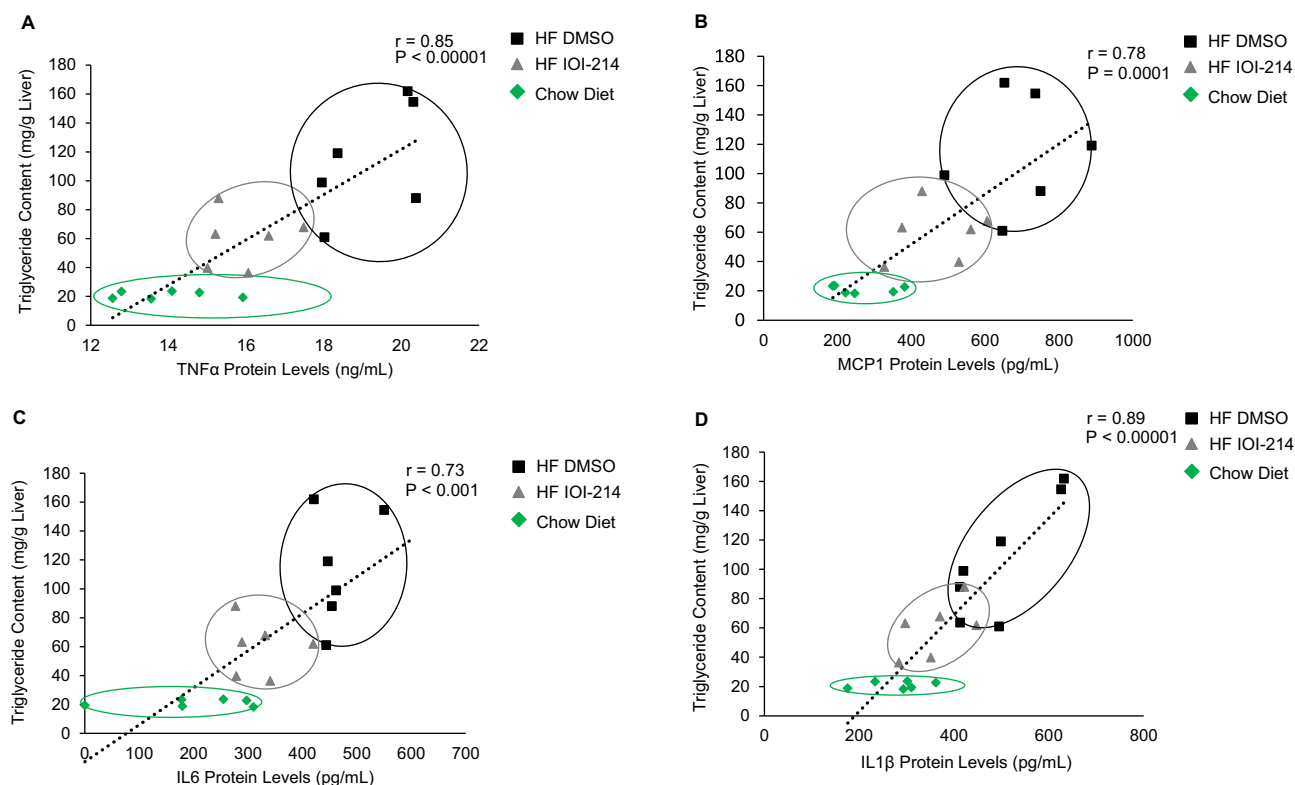 A
r = 0.85
P < 0.00001
HF DMSO
HF IOI-214
Chow Diet
Triglyceride Content (mg/g Liver)
180
160
140
120
100
80
60
40
20
0
12 14 16 18 20 22
TNFα Protein Levels (ng/mL)
B
r = 0.78
P = 0.0001
HF DMSO
HF IOI-214
Chow Diet
Triglyceride Content (mg/g Liver)
180
160
140
120
100
80
60
40
20
0
0 200 400 600 800 1000
MCP1 Protein Levels (pg/mL)
C
r = 0.73
P < 0.001
HF DMSO
HF IOI-214
Chow Diet
Triglyceride Content (mg/g Liver)
180
160
140
120
100
80
60
40
20
0
0 100 200 300 400 500 600 700
IL6 Protein Levels (pg/mL)
D
r = 0.89
P < 0.00001
HF DMSO
HF IOI-214
Chow Diet
Triglyceride Content (mg/g Liver)
180
160
140
120
100
80
60
40
20
0
0 200 400 600 800
IL1β Protein Levels (pg/mL)